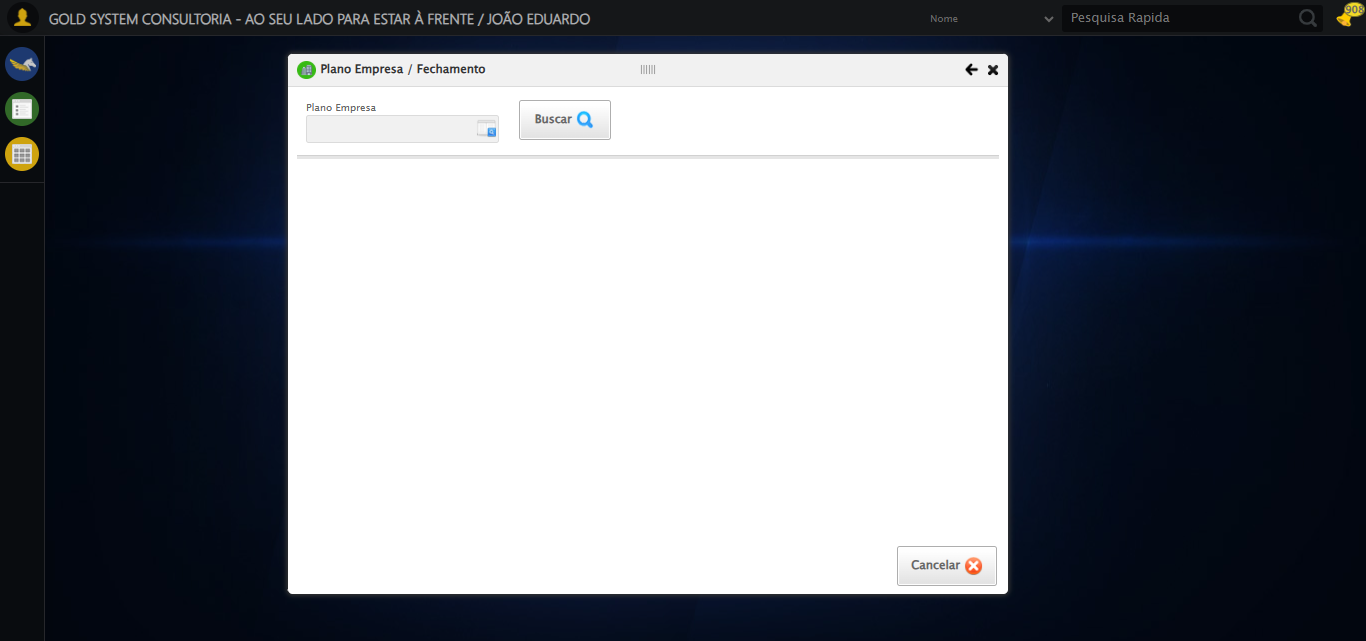 GOLD SYSTEM CONSULTORIA - AO SEU LADO PARA ESTAR À FRENTE / JOÃO EDUARDO
Nome
Pesquisa Rapida
908
Plano Empresa / Fechamento
Plano Empresa
Buscar
Cancelar